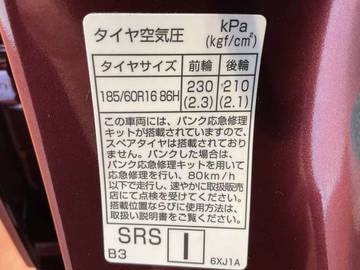 タイヤ空気圧 kPa (kgf/cm²)
タイヤサイズ 前輪 後輪
185/60R16 86H 230 (2.3) 210 (2.1)
この車両には、パンク応急修理
キットが搭載されていますので、
スペアタイヤは搭載されており
ません。パンクした場合は、
パンク応急修理キットを用いて
応急修理を行い、80km/h
以下で走行し、速やかに取扱販売
店にて点検を受けてください。
搭載位置ならびに使用方法は、
取扱い説明書をご覧ください。
SRS I
B3 6XJ1A